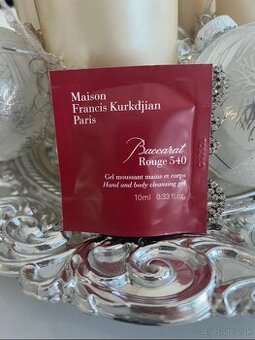 Maison
Francis Kurkdjian
Paris
Baccarat
Rouge 540
Gel moussant mains et corps
Hand and body cleansing gel
10ml 0.33 fl.oz.